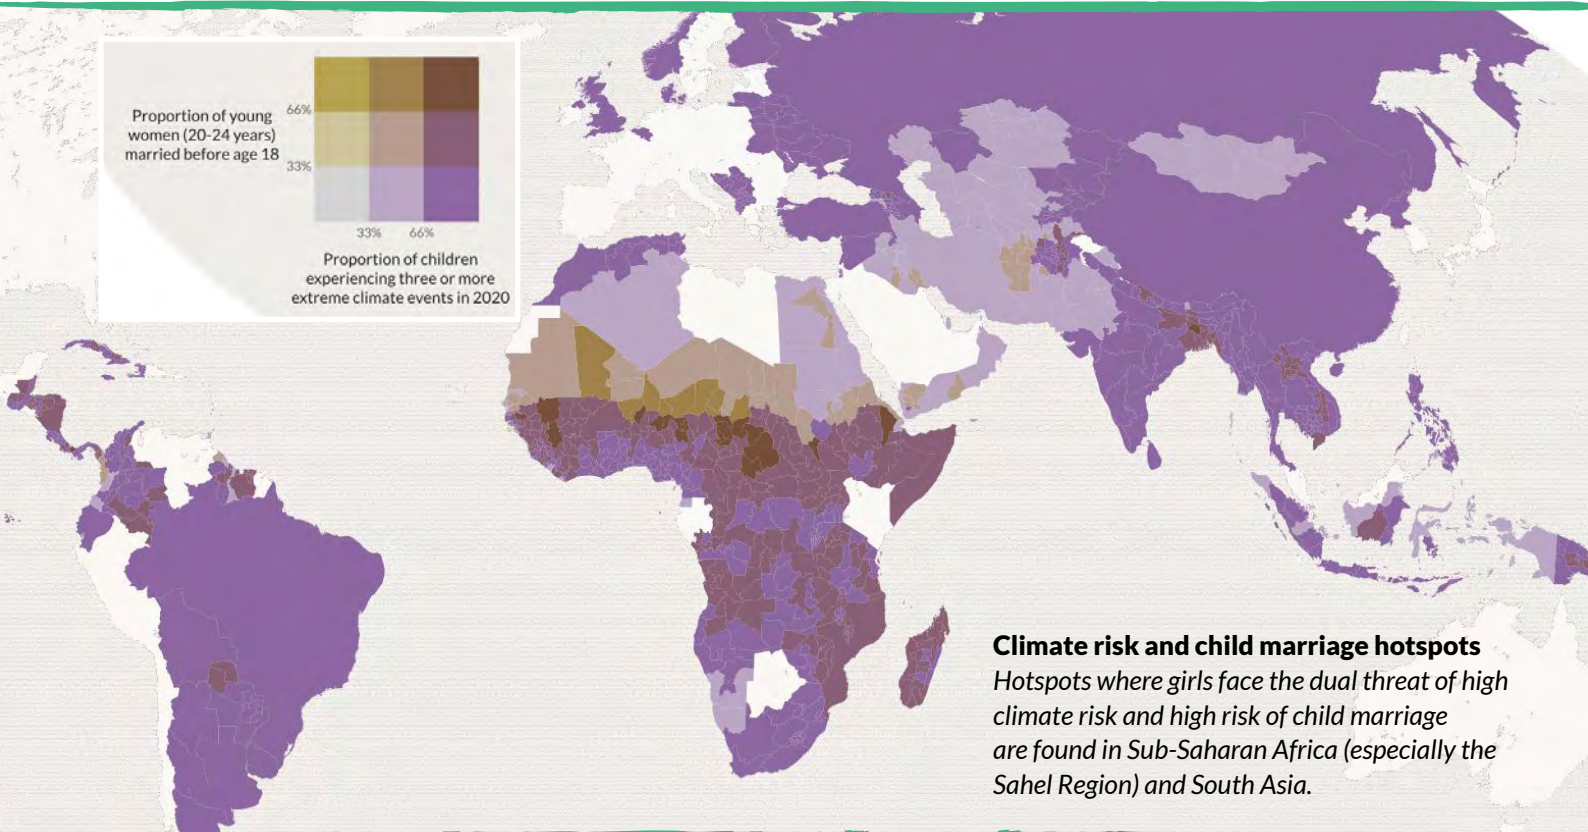 Proportion of young
women (20-24 years)
married before age 18
66%
33%
33% 66%
Proportion of children
experiencing three or more
extreme climate events in 2020
Climate risk and child marriage hotspots
Hotspots where girls face the dual threat of high
climate risk and high risk of child marriage
are found in Sub-Saharan Africa (especially the
Sahel Region) and South Asia.